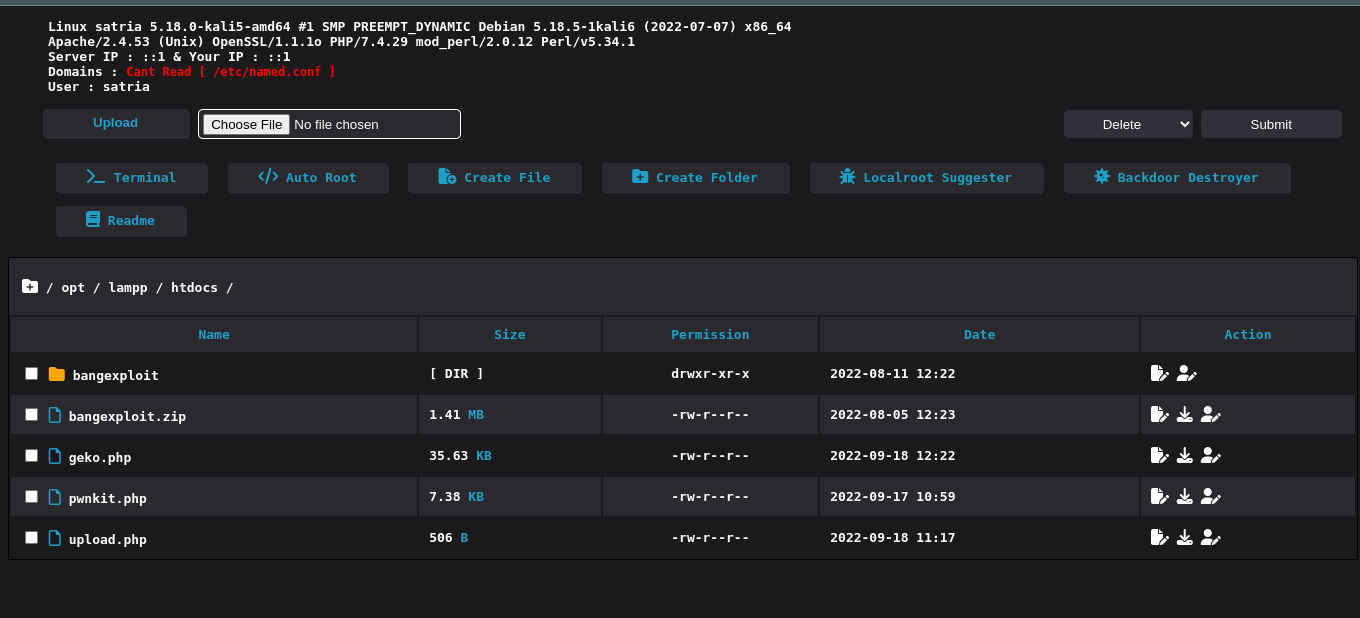 Linux satria 5.18.0-kali5-amd64 #1 SMP PREEMPT_DYNAMIC Debian 5.18.5-1kali6 (2022-07-07) x86_64
Apache/2.4.53 (Unix) OpenSSL/1.1.1o PHP/7.4.29 mod_perl/2.0.12 Perl/v5.34.1
Server IP : ::1 & Your IP : ::1
Domains : Cant Read [ /etc/named.conf ]
User : satria
Upload Choose File No file chosen Delete Submit
Terminal Auto Root Create File Create Folder Localroot Suggester Backdoor Destroyer
Readme
/ opt / lampp / htdocs /
Name Size Permission Date Action
bangexploit [ DIR ] drwxr-xr-x 2022-08-11 12:22
bangexploit.zip 1.41 MB -rw-r--r-- 2022-08-05 12:23
geko.php 35.63 KB -rw-r--r-- 2022-09-18 12:22
pwnkit.php 7.38 KB -rw-r--r-- 2022-09-17 10:59
upload.php 506 B -rw-r--r-- 2022-09-18 11:17